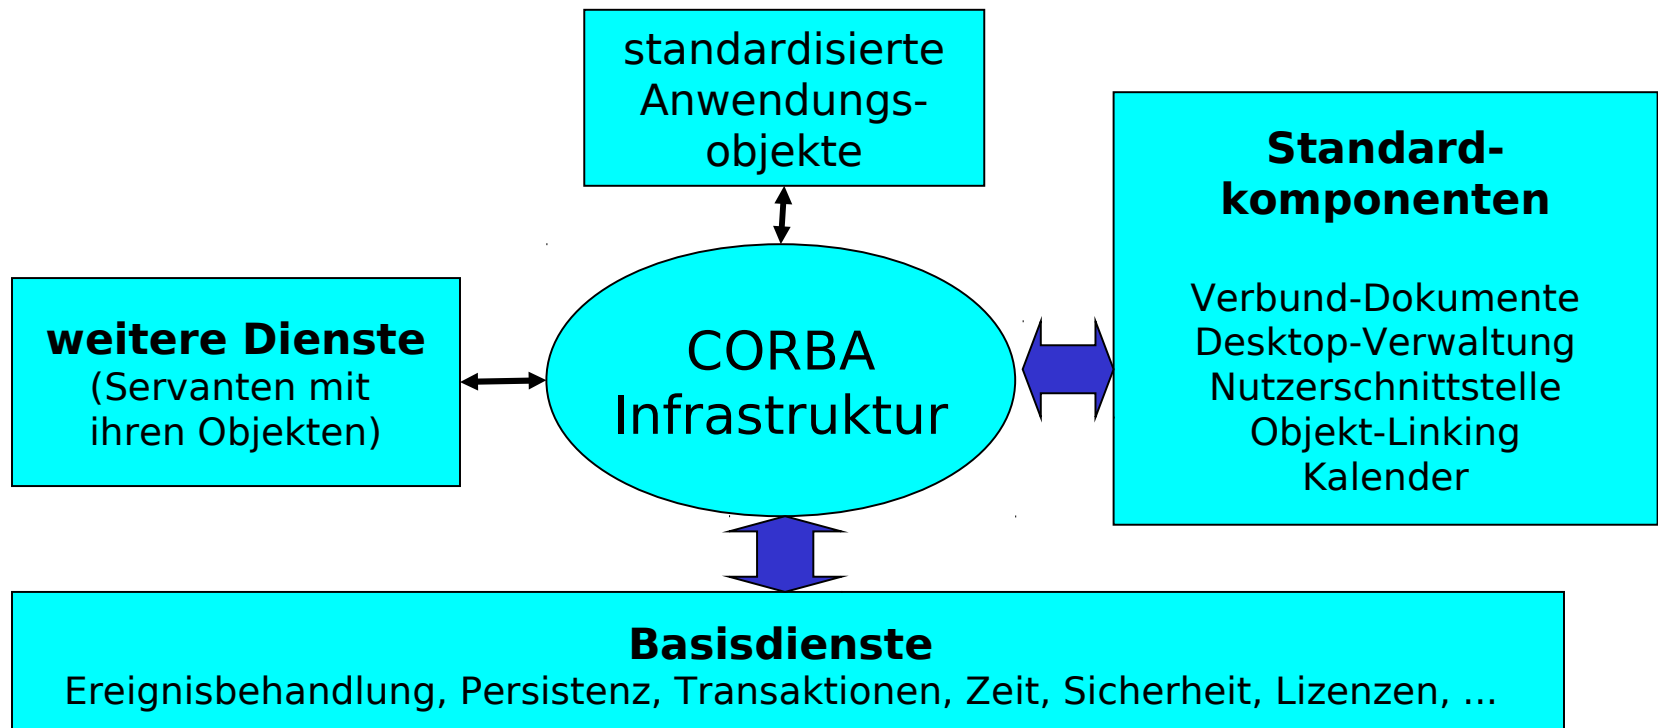 standardisierte
Anwendungs-
objekte
Standard-
komponenten
Verbund-Dokumente
Desktop-Verwaltung
Nutzerschnittstelle
Objekt-Linking
Kalender
weitere Dienste
(Servanten mit
ihren Objekten)
CORBA
Infrastruktur
Basisdienste
Ereignisbehandlung, Persistenz, Transaktionen, Zeit, Sicherheit, Lizenzen, ...